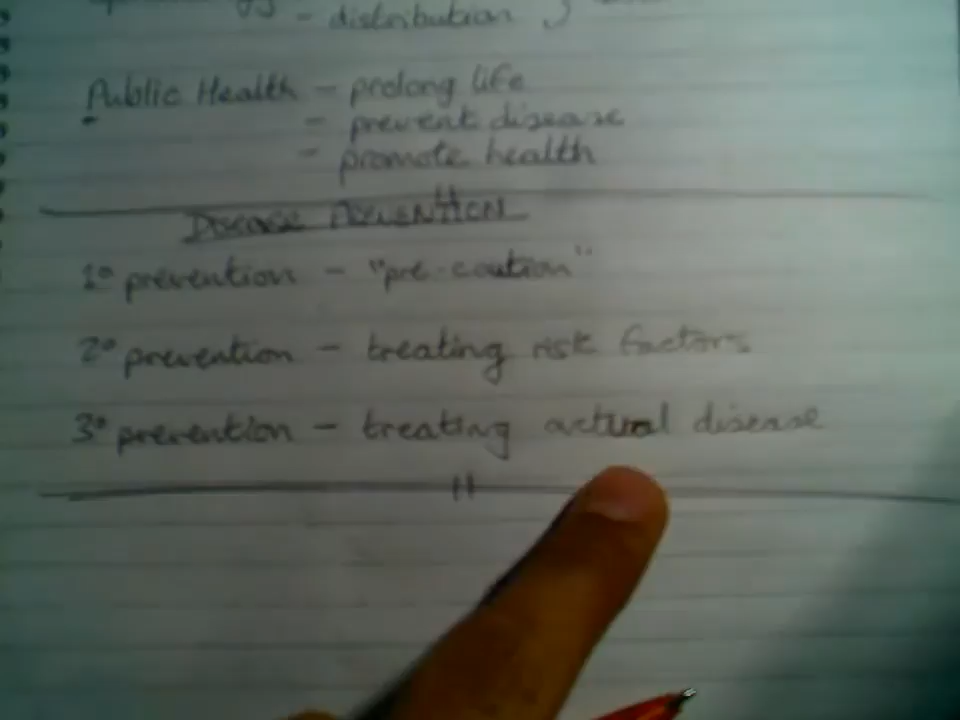 - distribution
Public Health - prolong life
- prevent disease
- promote health
DISEASE PREVENTION
1° prevention - "pre-caution"
2° prevention - treating risk factors
3° prevention - treating actual disease